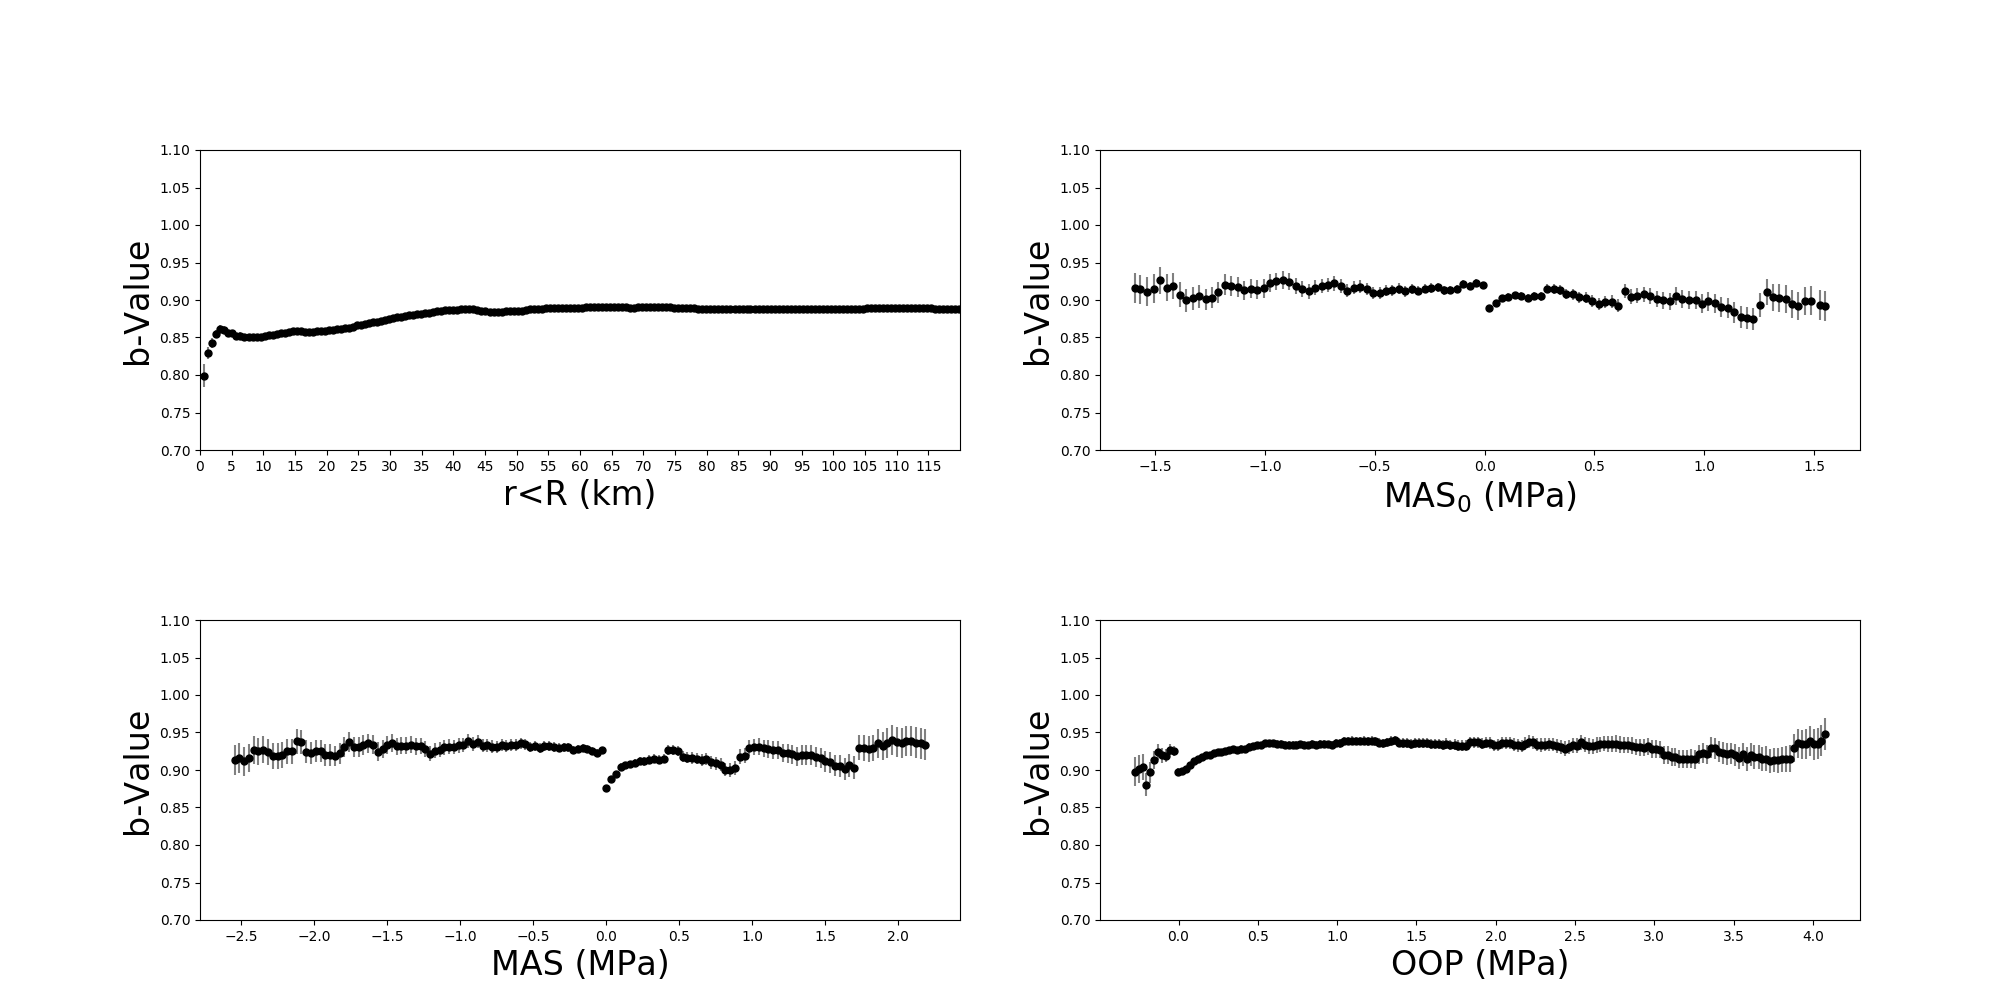 1.10 1.05 1.00 0.95 0.90 0.85 0.80 0.75 0.70
b-Value
0 5 10 15 20 25 30 35 40 45 50 55 60 65 70 75 80 85 90 95 100 105 110 115
r<R (km)
1.10 1.05 1.00 0.95 0.90 0.85 0.80 0.75 0.70
b-Value
−1.5 −1.0 −0.5 0.0 0.5 1.0 1.5
MAS₀ (MPa)
1.10 1.05 1.00 0.95 0.90 0.85 0.80 0.75 0.70
b-Value
−2.5 −2.0 −1.5 −1.0 −0.5 0.0 0.5 1.0 1.5 2.0
MAS (MPa)
1.10 1.05 1.00 0.95 0.90 0.85 0.80 0.75 0.70
b-Value
0.0 0.5 1.0 1.5 2.0 2.5 3.0 3.5 4.0
OOP (MPa)